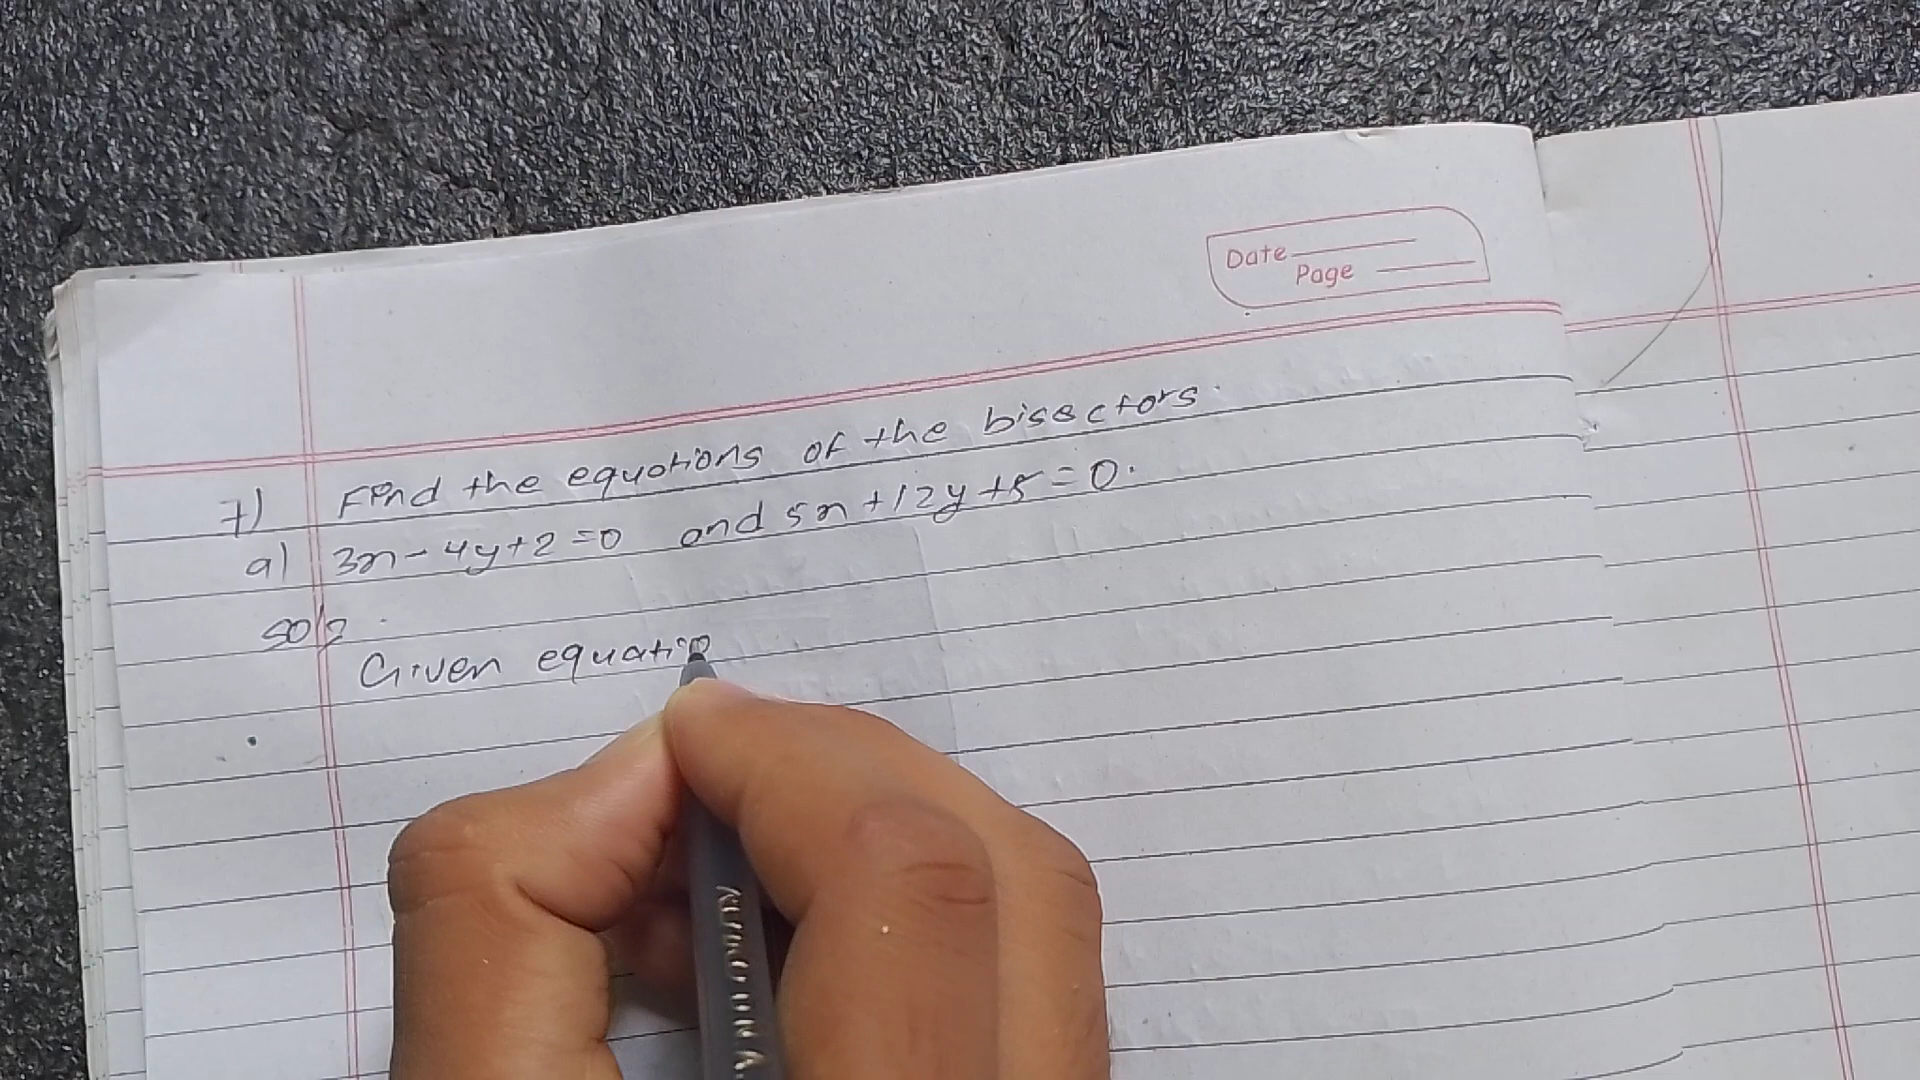 Date
Page
7) Find the equations of the bisectors.
a) 3x - 4y + 2 = 0 and 5x + 12y + 5 = 0.
Soln
Given equatio